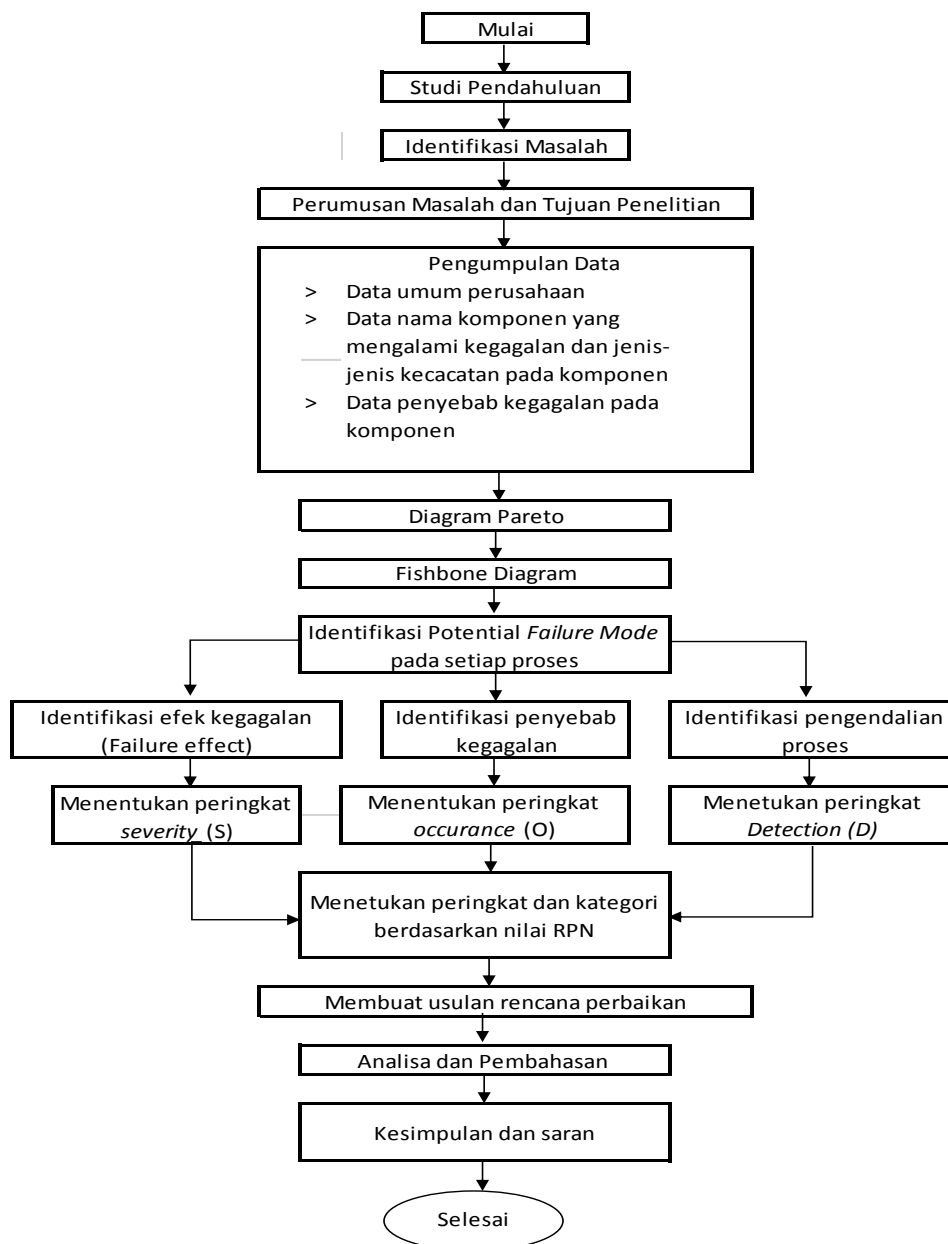 Mulai
Studi Pendahuluan
Identifikasi Masalah
Perumusan Masalah dan Tujuan Penelitian
Pengumpulan Data
> Data umum perusahaan
> Data nama komponen yang
mengalami kegagalan dan jenis-
jenis kecacatan pada komponen
> Data penyebab kegagalan pada
komponen
Diagram Pareto
Fishbone Diagram
Identifikasi Potential Failure Mode
pada setiap proses
Identifikasi efek kegagalan
(Failure effect)
Identifikasi penyebab
kegagalan
Identifikasi pengendalian
proses
Menentukan peringkat
severity_(S)
Menentukan peringkat
occurance (O)
Menetukan peringkat
Detection (D)
Menetukan peringkat dan kategori
berdasarkan nilai RPN
Membuat usulan rencana perbaikan
Analisa dan Pembahasan
Kesimpulan dan saran
Selesai